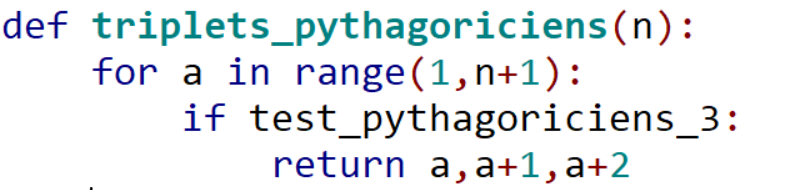 def triplets_pythagoriciens(n):
    for a in range(1,n+1):
        if test_pythagoriciens_3:
            return a,a+1,a+2